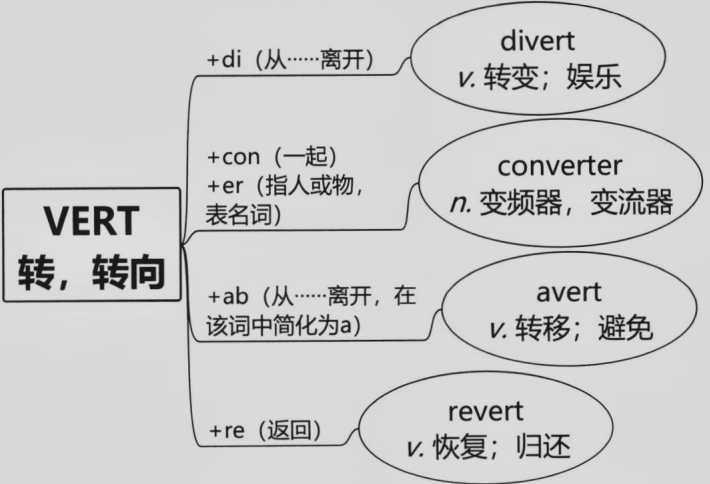 VERT
转，转向
+di（从……离开）
divert
v. 转变；娱乐
+con（一起）
+er（指人或物，
表名词）
converter
n. 变频器，变流器
+ab（从……离开，在
该词中简化为a）
avert
v. 转移；避免
+re（返回）
revert
v. 恢复；归还